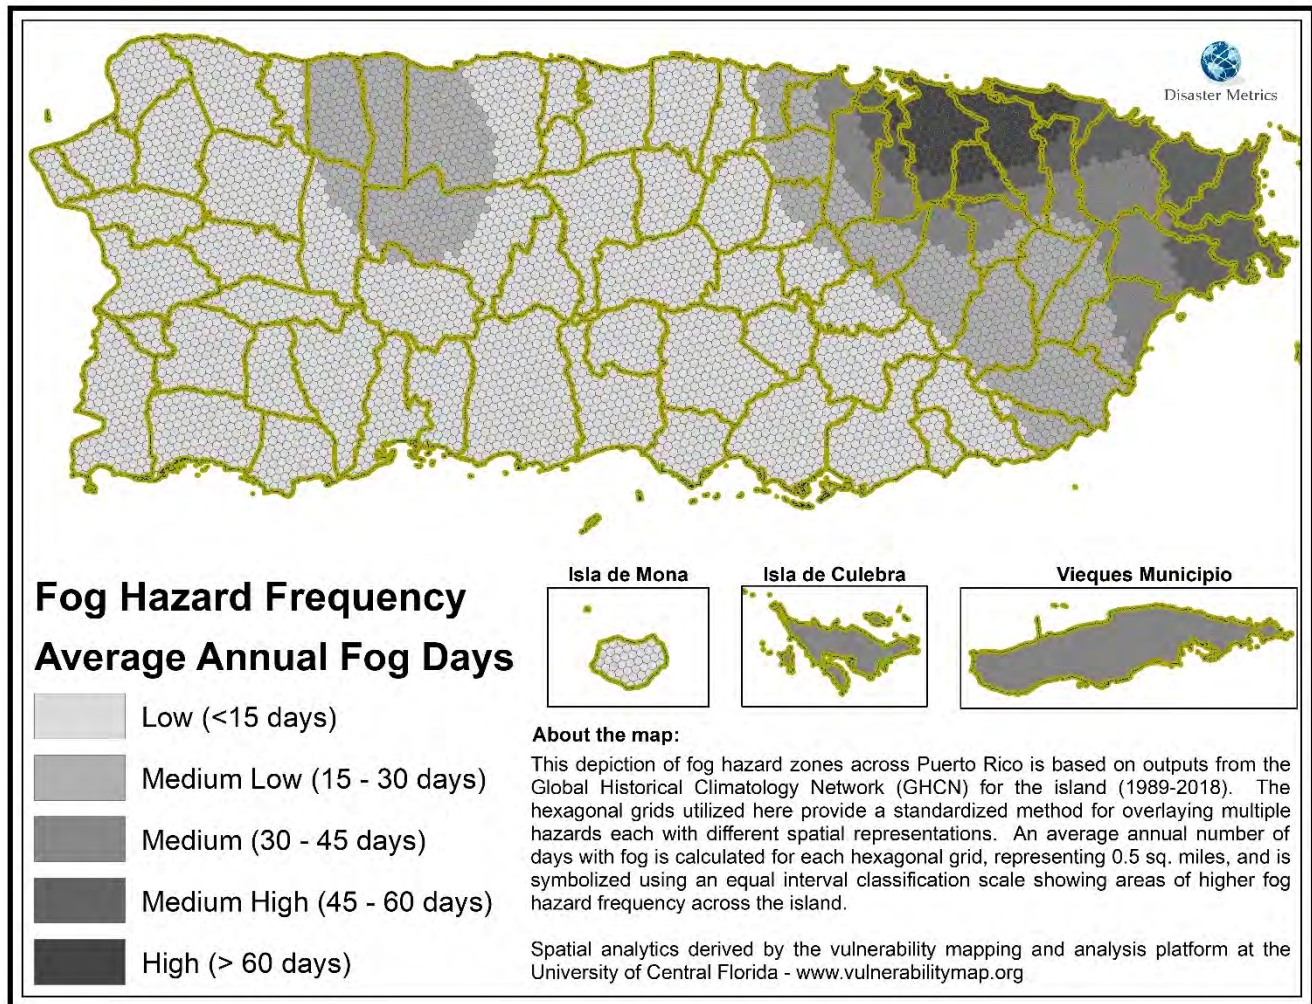 Disaster Metrics
Fog Hazard Frequency
Average Annual Fog Days
Low (<15 days)
Medium Low (15 - 30 days)
Medium (30 - 45 days)
Medium High (45 - 60 days)
High (> 60 days)
Isla de Mona
Isla de Culebra
Vieques Municipio
About the map:
This depiction of fog hazard zones across Puerto Rico is based on outputs from the
Global Historical Climatology Network (GHCN) for the island (1989-2018). The
hexagonal grids utilized here provide a standardized method for overlaying multiple
hazards each with different spatial representations. An average annual number of
days with fog is calculated for each hexagonal grid, representing 0.5 sq. miles, and is
symbolized using an equal interval classification scale showing areas of higher fog
hazard frequency across the island.
Spatial analytics derived by the vulnerability mapping and analysis platform at the
University of Central Florida - www.vulnerabilitymap.org